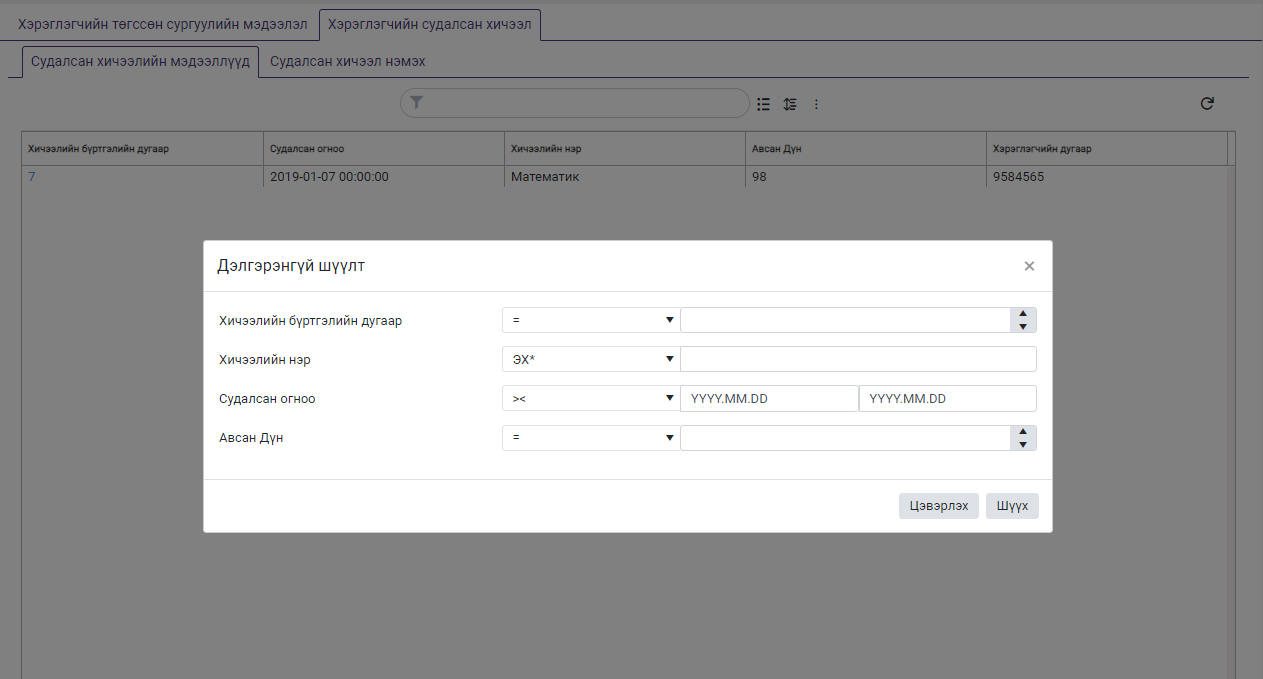 Хэрэглэгчийн төгссөн сургуулийн мэдээлэл Хэрэглэгчийн судалсан хичээл
Судалсан хичээлийн мэдээллүүд Судалсан хичээл нэмэх
Хичээлийн бүртгэлийн дугаар Судалсан огноо Хичээлийн нэр Авсан Дүн Хэрэглэгчийн дугаар
7 2019-01-07 00:00:00 Математик 98 9584565
Дэлгэрэнгүй шүүлт ×
Хичээлийн бүртгэлийн дугаар =
Хичээлийн нэр ЭХ*
Судалсан огноо >< YYYY.MM.DD YYYY.MM.DD
Авсан Дүн =
Цэвэрлэх Шүүх